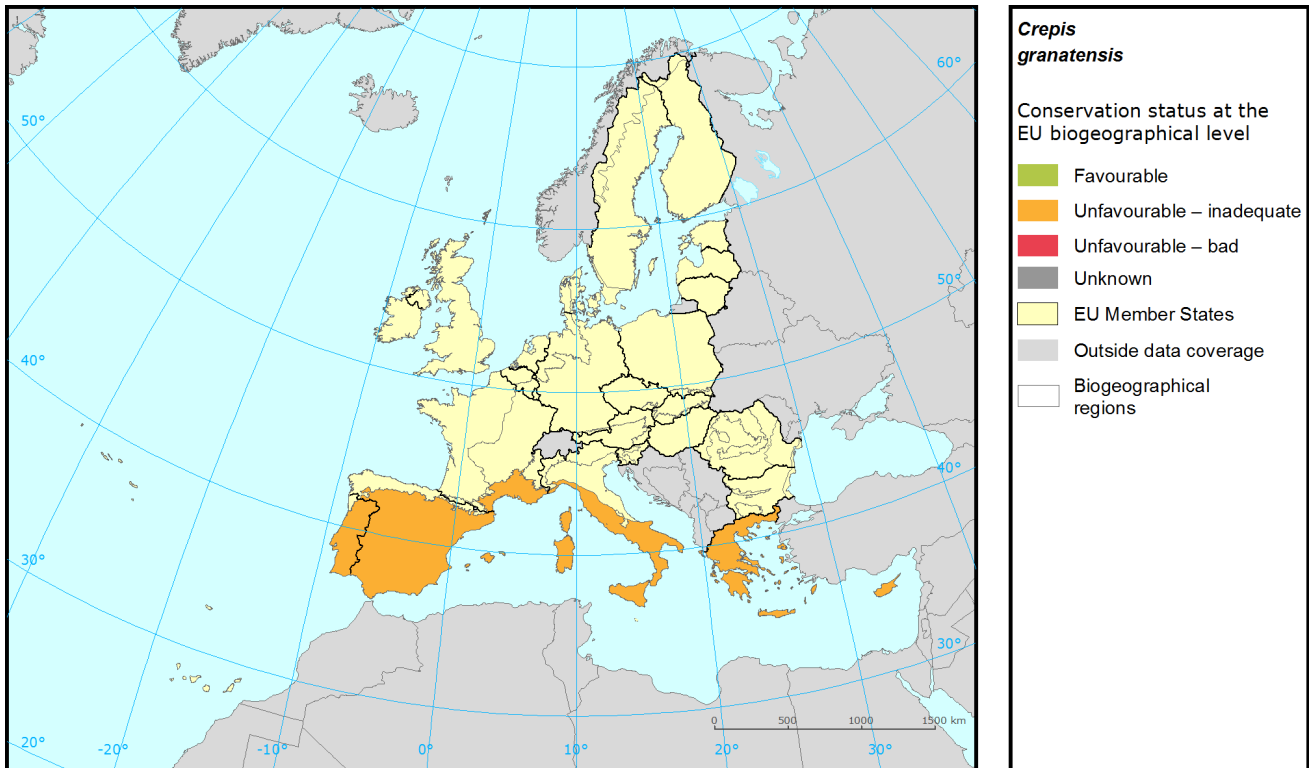 60°
50°
50°
40°
40°
30°
30°
0
500
1000
1500 km
20°
-20°
-10°
0°
10°
20°
30°
Crepis
granatensis
Conservation status at the
EU biogeographical level
Favourable
Unfavourable – inadequate
Unfavourable – bad
Unknown
EU Member States
Outside data coverage
Biogeographical
regions